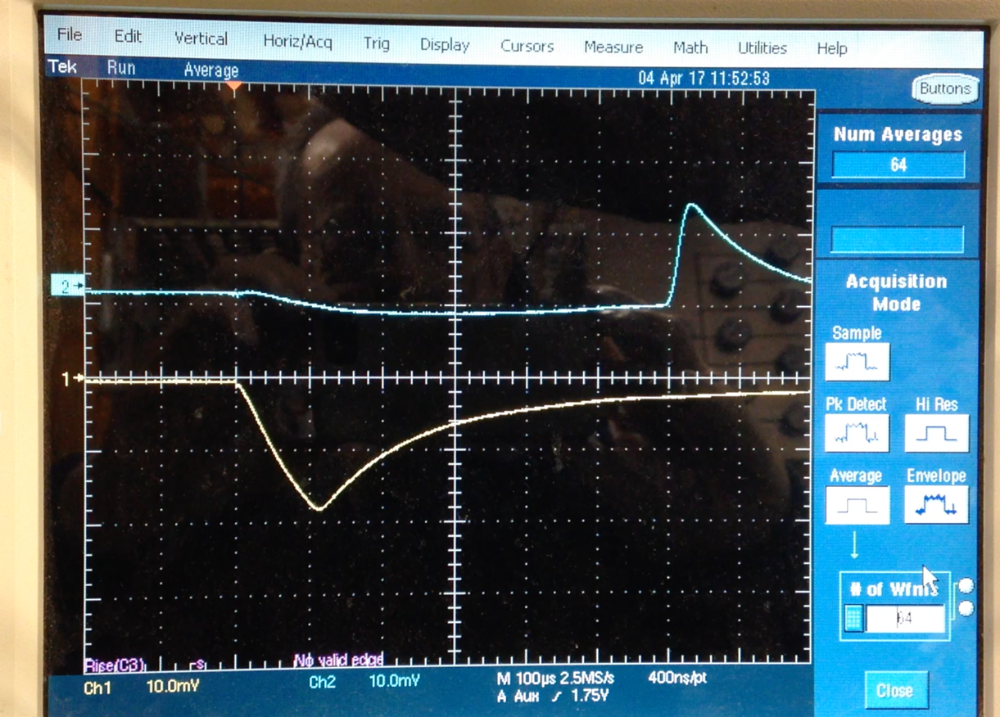 File Edit Vertical Horiz/Acq Trig Display Cursors Measure Math Utilities Help
Tek Run Average 04 Apr 17 11:52:53
Buttons
Num Averages
64
Acquisition
Mode
Sample
Pk Detect Hi Res
Average Envelope
# of Wfms
64
Close
2
1
Rise(C3) -s No valid edge
Ch1 10.0mV Ch2 10.0mV M 100µs 2.5MS/s 400ns/pt
A Aux 1.75V